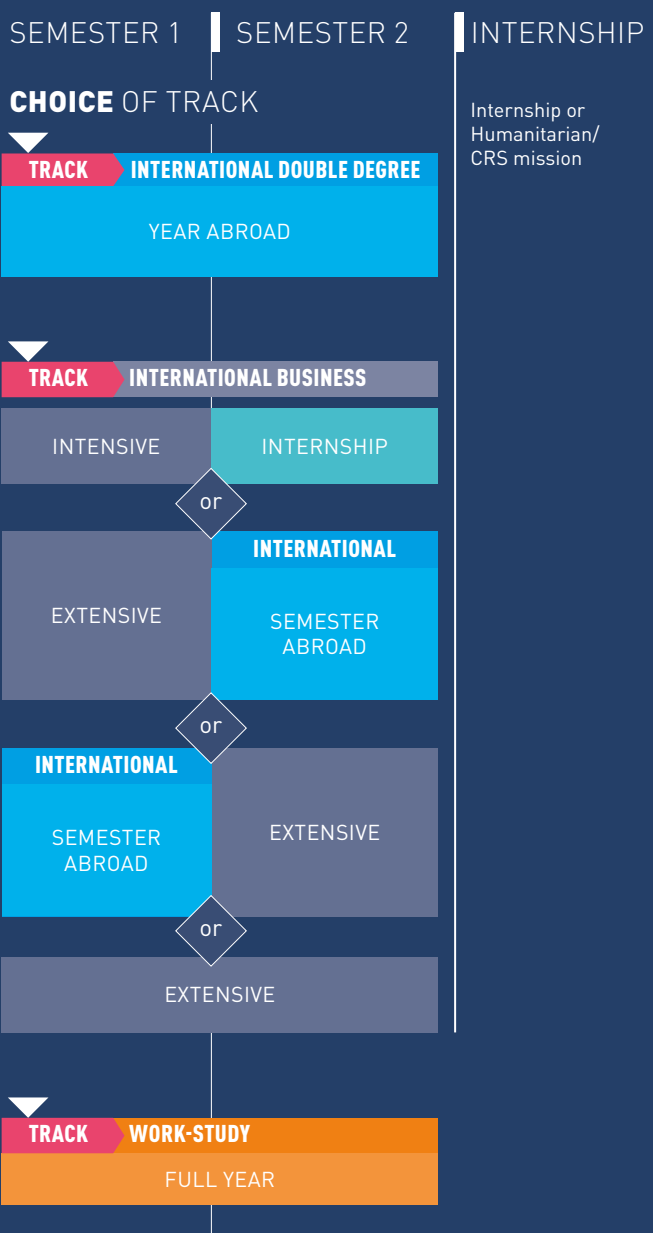 SEMESTER 1
SEMESTER 2
INTERNSHIP
CHOICE OF TRACK
Internship or
Humanitarian/
CRS mission
TRACK INTERNATIONAL DOUBLE DEGREE
YEAR ABROAD
TRACK INTERNATIONAL BUSINESS
INTENSIVE
INTERNSHIP
or
EXTENSIVE
INTERNATIONAL
SEMESTER
ABROAD
or
INTERNATIONAL
SEMESTER
ABROAD
EXTENSIVE
or
EXTENSIVE
TRACK WORK-STUDY
FULL YEAR